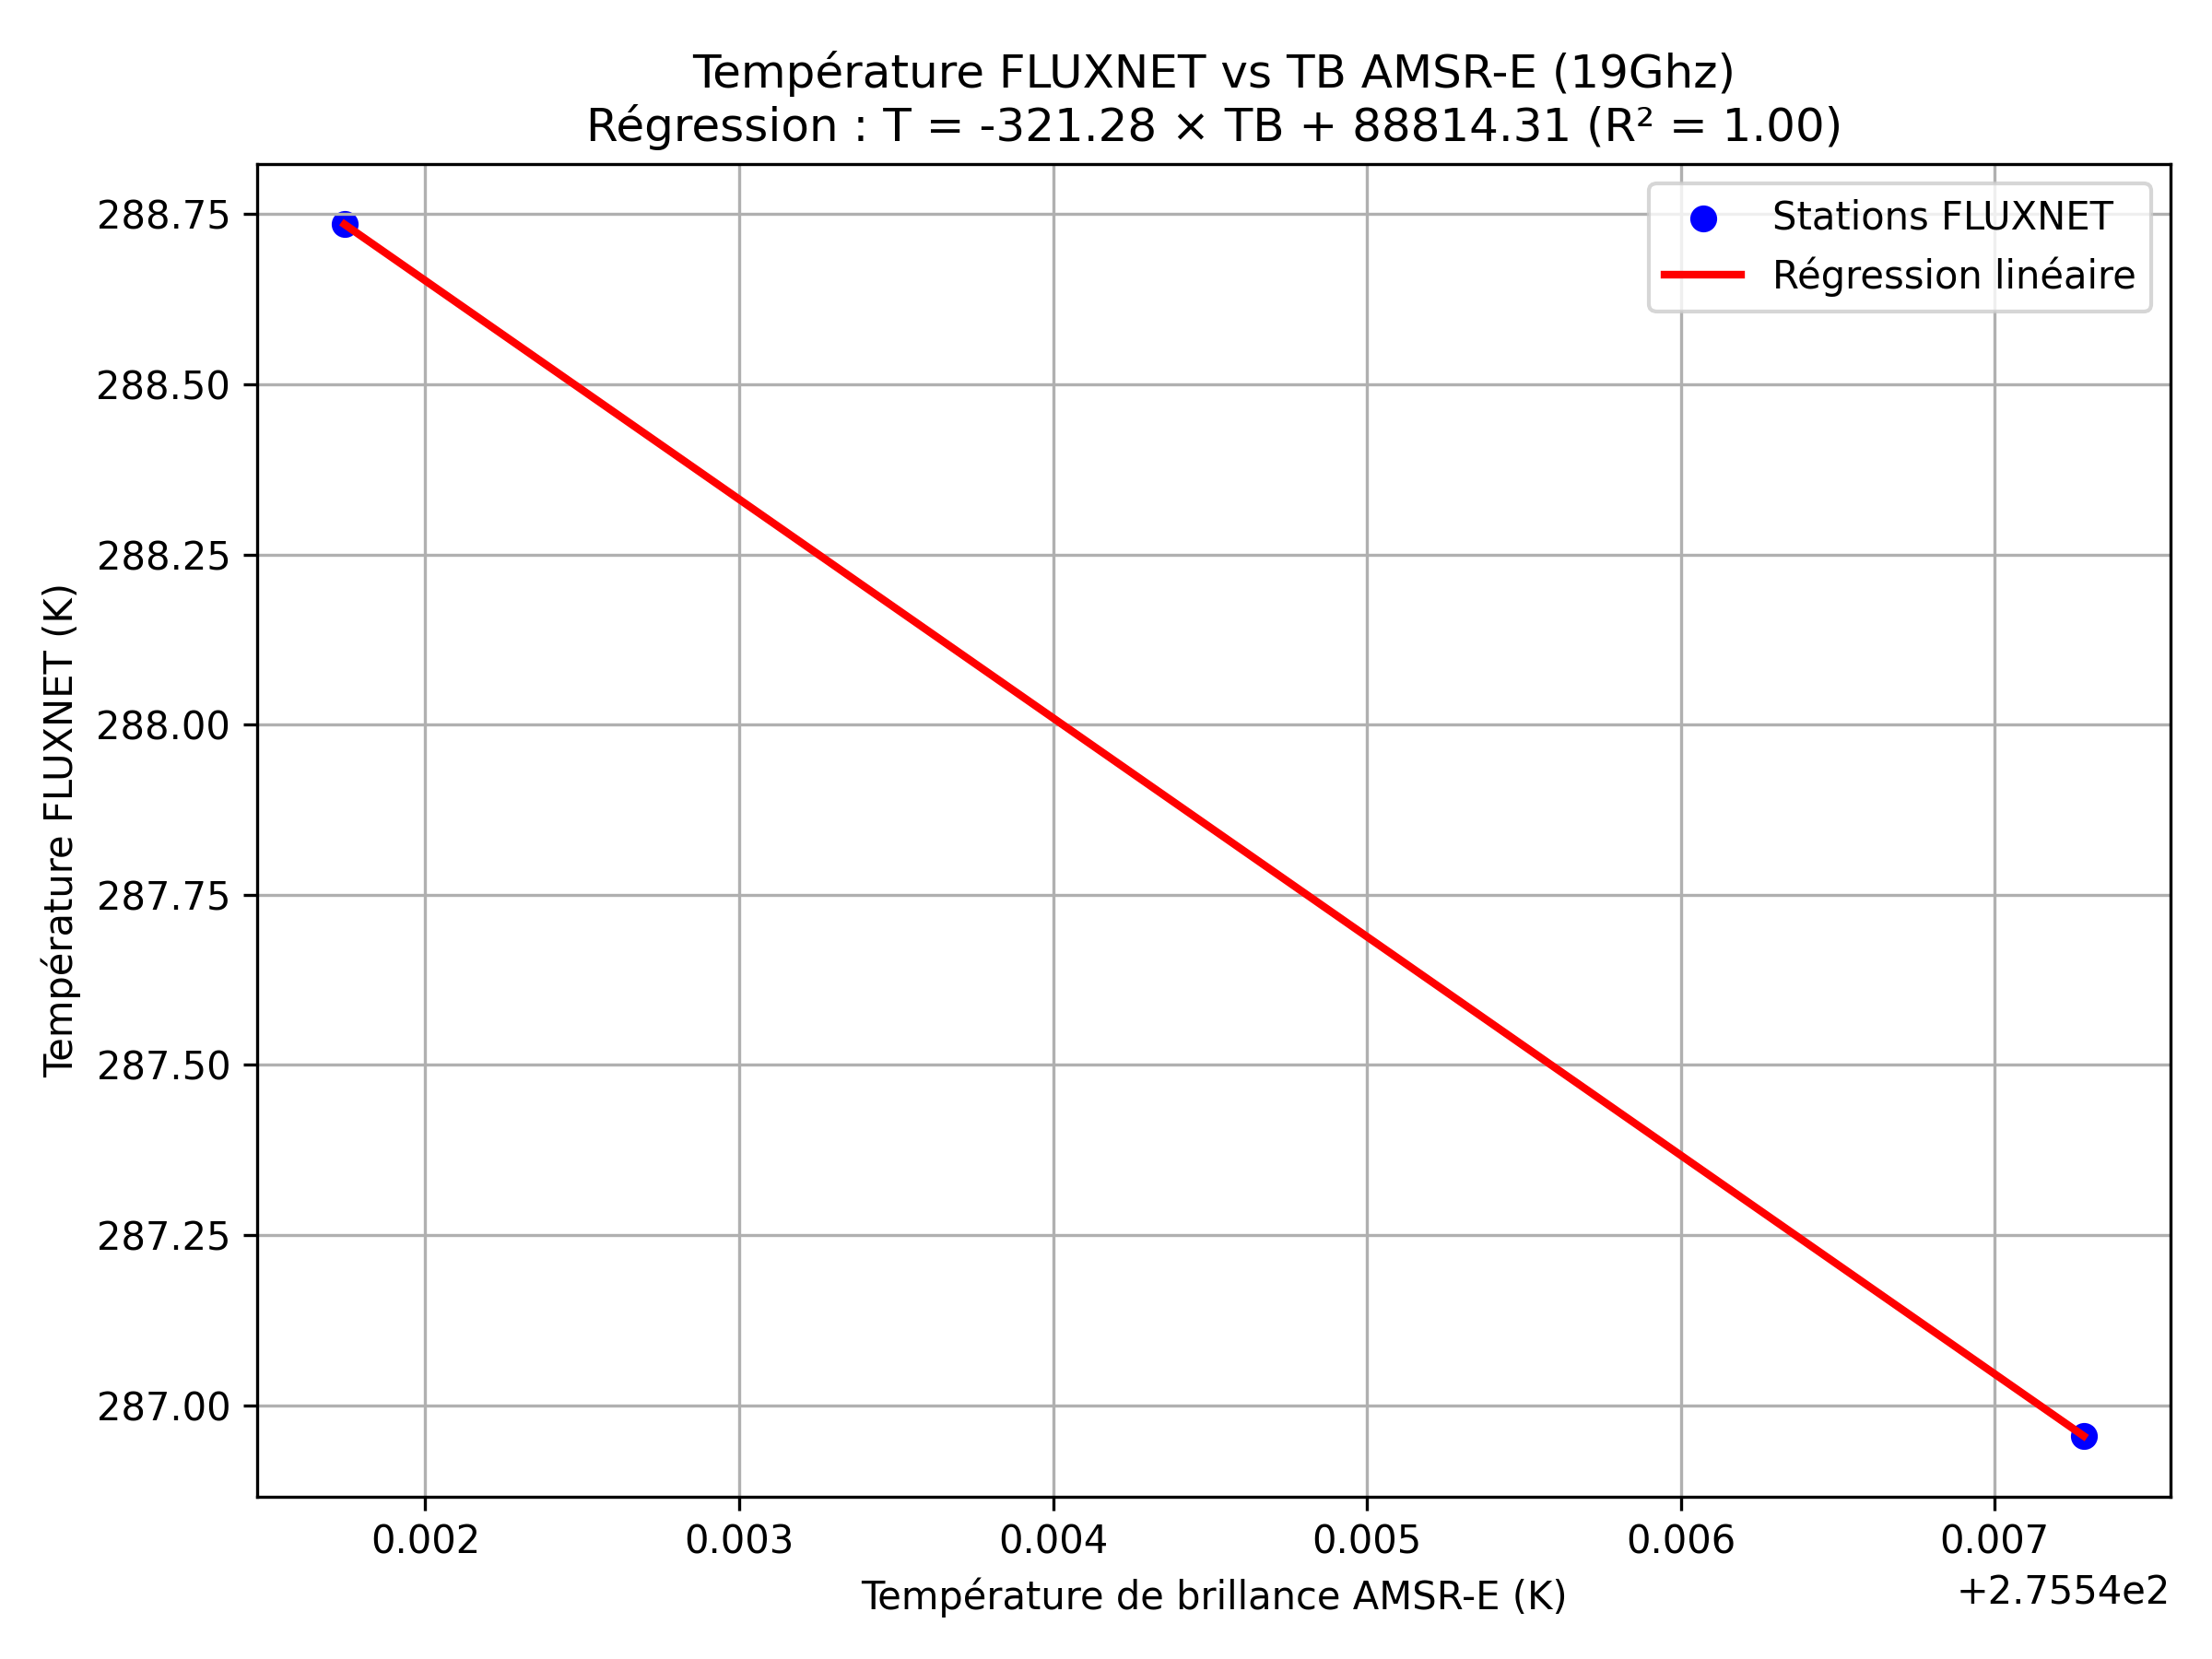 Température FLUXNET vs TB AMSR-E (19Ghz)
Régression : T = -321.28 × TB + 88814.31 (R² = 1.00)
Stations FLUXNET
Régression linéaire
Température FLUXNET (K)
288.75
288.50
288.25
288.00
287.75
287.50
287.25
287.00
0.002 0.003 0.004 0.005 0.006 0.007
+2.7554e2
Température de brillance AMSR-E (K)